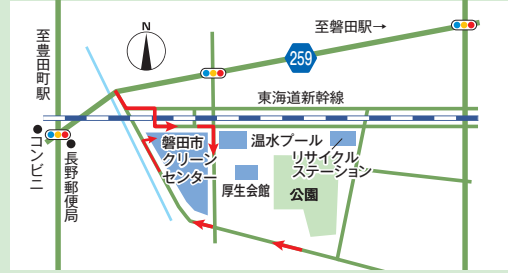 至豊田町駅
N
至磐田駅→
259
東海道新幹線
コンビニ
長野郵便局
磐田市
クリーン
センター
温水プール
リサイクル
ステーション
厚生会館
公園